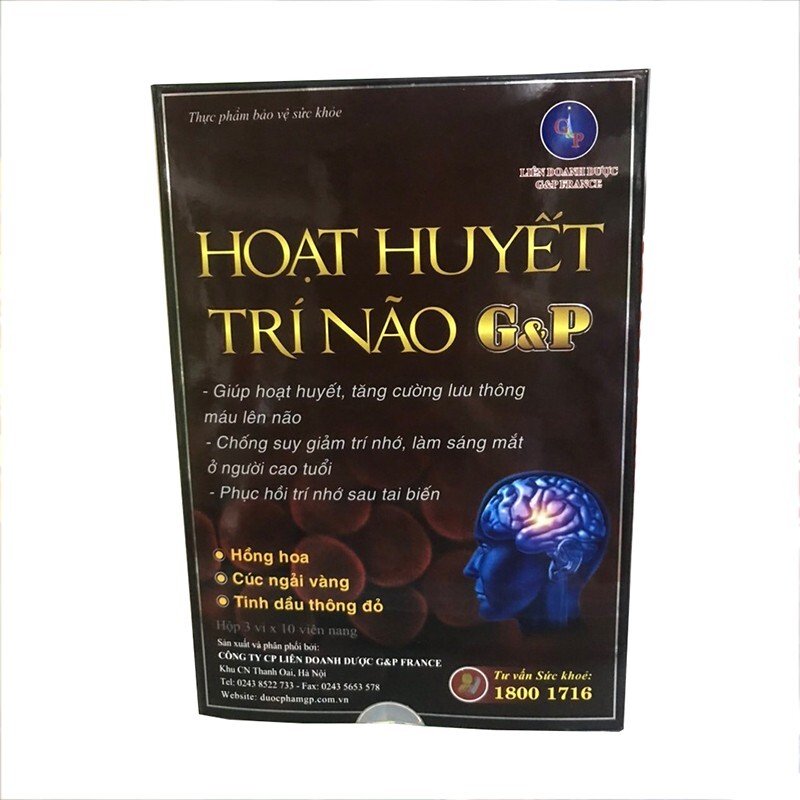 Thực phẩm bảo vệ sức khỏe
G&P
LIÊN DOANH DƯỢC
G&P FRANCE
HOẠT HUYẾT
TRÍ NÃO G&P
- Giúp hoạt huyết, tăng cường lưu thông
máu lên não
- Chống suy giảm trí nhớ, làm sáng mắt
ở người cao tuổi
- Phục hồi trí nhớ sau tai biến
Hồng hoa
Cúc ngải vàng
Tinh dầu thông đỏ
Hộp 3 vỉ x 10 viên nang
Sản xuất và phân phối bởi:
CÔNG TY CP LIÊN DOANH DƯỢC G&P FRANCE
Khu CN Thanh Oai, Hà Nội
Tel: 0243 8522 733 - Fax: 0243 5653 578
Website: duocphamgp.com.vn
Tư vấn Sức khoẻ:
1800 1716